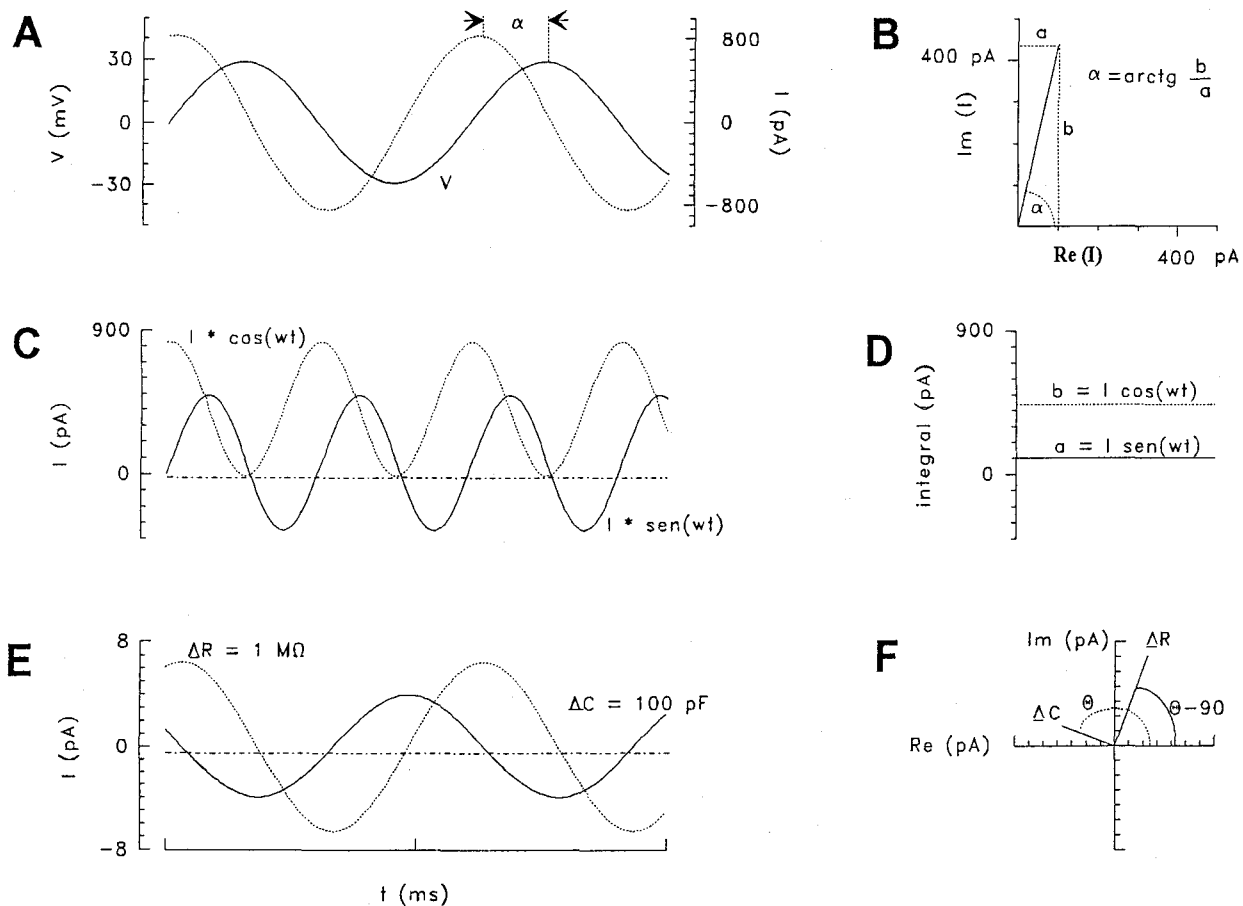 A
α
30
0
-30
V (mV)
V
800
0
-800
I (pA)
B
400 pA
a
b
α
α = arctg b/a
Im (I)
Re (I)
400 pA
C
900
0
I (pA)
I * cos(wt)
I * sen(wt)
D
900
0
integral (pA)
b = I cos(wt)
a = I sen(wt)
E
8
0
-8
I (pA)
ΔR = 1 MΩ
ΔC = 100 pF
t (ms)
F
Im (pA)
ΔR
Θ
Θ-90
ΔC
Re (pA)